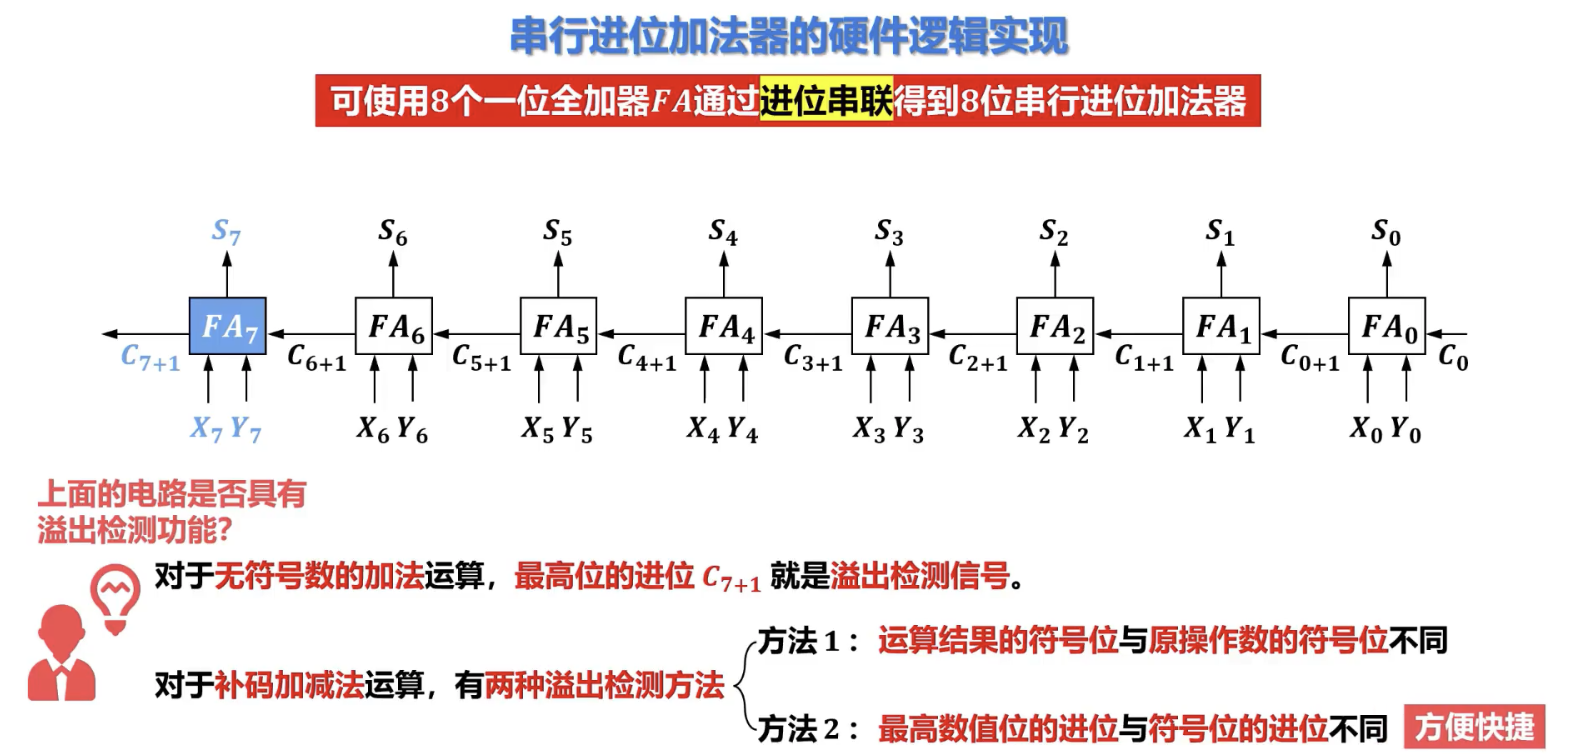 串行进位加法器的硬件逻辑实现
可使用8个一位全加器FA通过进位串联得到8位串行进位加法器
S₇ S₆ S₅ S₄ S₃ S₂ S₁ S₀
FA₇ FA₆ FA₅ FA₄ FA₃ FA₂ FA₁ FA₀
C₇₊₁ C₆₊₁ C₅₊₁ C₄₊₁ C₃₊₁ C₂₊₁ C₁₊₁ C₀₊₁ C₀
X₇ Y₇ X₆ Y₆ X₅ Y₅ X₄ Y₄ X₃ Y₃ X₂ Y₂ X₁ Y₁ X₀ Y₀
上面的电路是否具有
溢出检测功能？
对于无符号数的加法运算，最高位的进位 C₇₊₁ 就是溢出检测信号。
方法 1： 运算结果的符号位与原操作数的符号位不同
对于补码加减法运算，有两种溢出检测方法
方法 2： 最高数值位的进位与符号位的进位不同 方便快捷